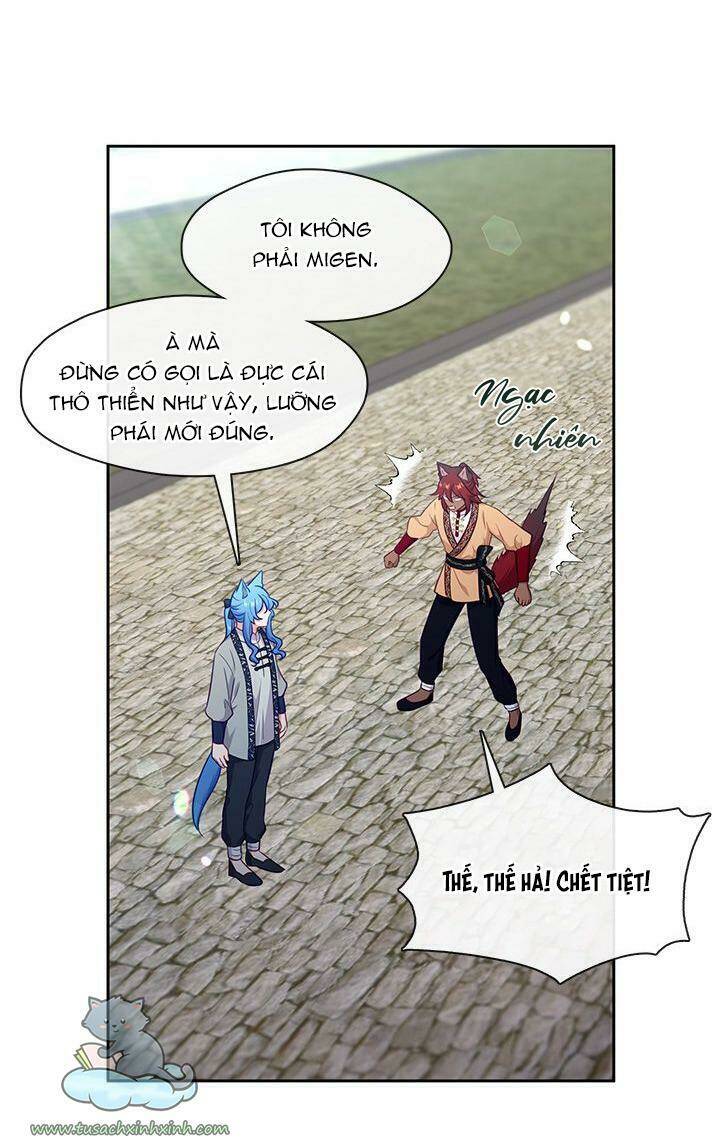 TÔI KHÔNG
PHẢI MIGEN.
À MÀ
ĐỪNG CÓ GỌI LÀ ĐỰC CÁI
THÔ THIỂN NHƯ VẬY, LƯỠNG
PHÁI MỚI ĐÚNG.
Ngạc
nhiên
THẾ, THẾ HẢ! CHẾT TIỆT!
www.tusachxinhxinh.com